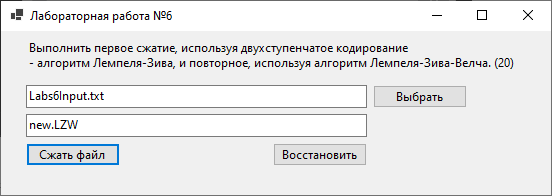 Лабораторная работа №6
Выполнить первое сжатие, используя двухступенчатое кодирование
- алгоритм Лемпеля-Зива, и повторное, используя алгоритм Лемпеля-Зива-Велча. (20)
Labs6Input.txt
Выбрать
new.LZW
Сжать файл
Восстановить